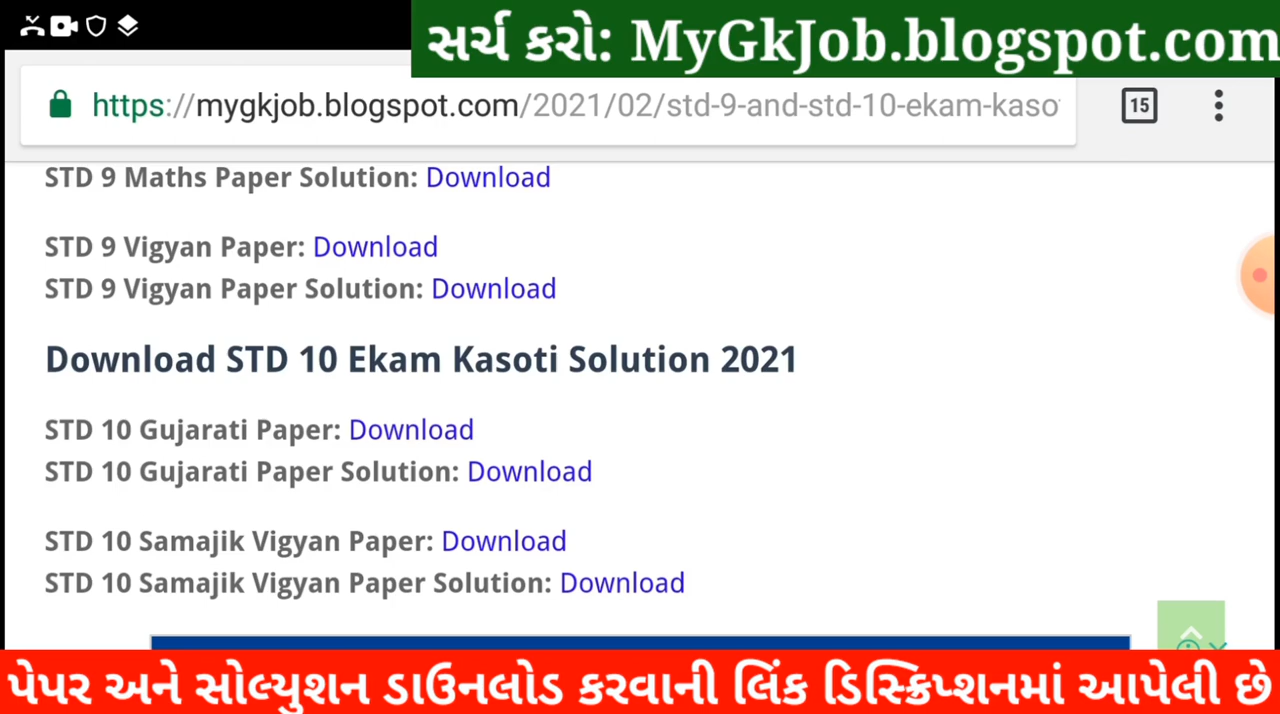 સર્ચ કરો: MyGkJob.blogspot.com
https://mygkjob.blogspot.com/2021/02/std-9-and-std-10-ekam-kaso
15
STD 9 Maths Paper Solution: Download
STD 9 Vigyan Paper: Download
STD 9 Vigyan Paper Solution: Download
Download STD 10 Ekam Kasoti Solution 2021
STD 10 Gujarati Paper: Download
STD 10 Gujarati Paper Solution: Download
STD 10 Samajik Vigyan Paper: Download
STD 10 Samajik Vigyan Paper Solution: Download
પેપર અને સોલ્યુશન ડાઉનલોડ કરવાની લિંક ડિસ્ક્રિપ્શનમાં આપેલી છે